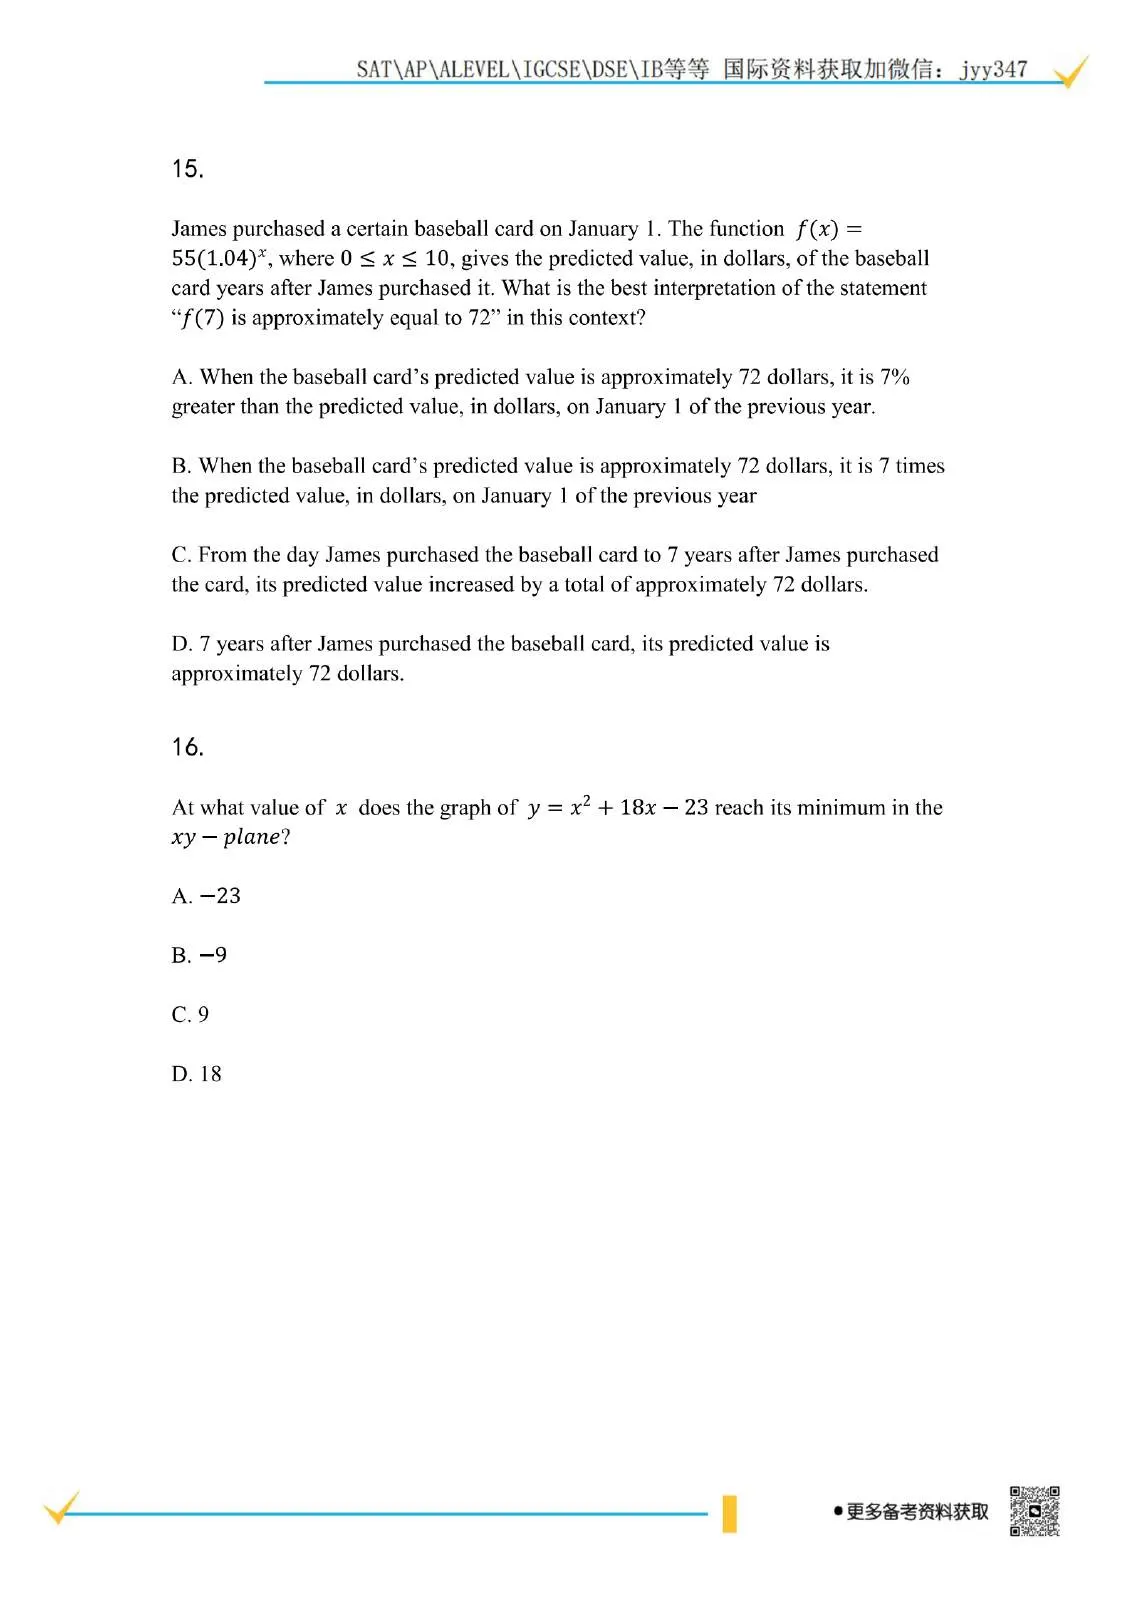 SAT\AP\ALEVEL\IGCSE\DSE\IB等等 国际资料获取加微信：jyy347
15.
James purchased a certain baseball card on January 1. The function f(x) =
55(1.04)ˣ, where 0 ≤ x ≤ 10, gives the predicted value, in dollars, of the baseball
card years after James purchased it. What is the best interpretation of the statement
“f(7) is approximately equal to 72” in this context?
A. When the baseball card’s predicted value is approximately 72 dollars, it is 7%
greater than the predicted value, in dollars, on January 1 of the previous year.
B. When the baseball card’s predicted value is approximately 72 dollars, it is 7 times
the predicted value, in dollars, on January 1 of the previous year
C. From the day James purchased the baseball card to 7 years after James purchased
the card, its predicted value increased by a total of approximately 72 dollars.
D. 7 years after James purchased the baseball card, its predicted value is
approximately 72 dollars.
16.
At what value of x does the graph of y = x² + 18x − 23 reach its minimum in the
xy − plane?
A. −23
B. −9
C. 9
D. 18
•更多备考资料获取